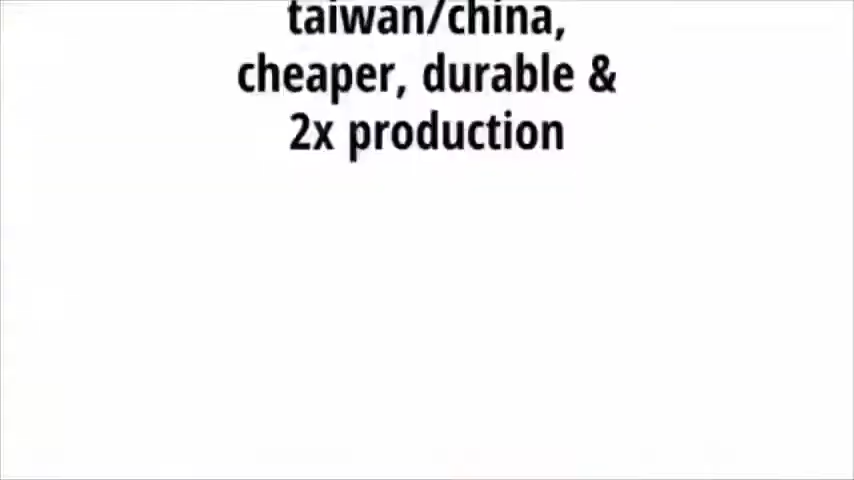 taiwan/china,
cheaper, durable &
2x production